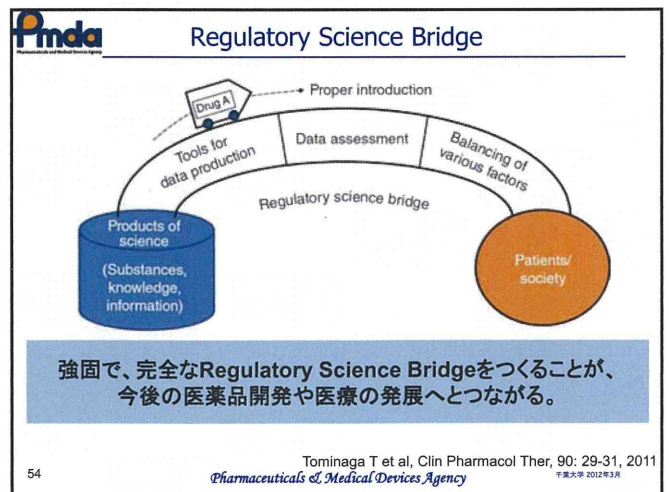 Pmda
Pharmaceuticals and Medical Devices Agency
Regulatory Science Bridge
Drug A
Proper introduction
Tools for
data production
Data assessment
Balancing of
various factors
Regulatory science bridge
Products of
science
(Substances,
knowledge,
information)
Patients/
society
強固で、完全なRegulatory Science Bridgeをつくることが、
今後の医薬品開発や医療の発展へとつながる。
Tominaga T et al, Clin Pharmacol Ther, 90: 29-31, 2011
54
Pharmaceuticals & Medical Devices Agency
千葉大学 2012年3月